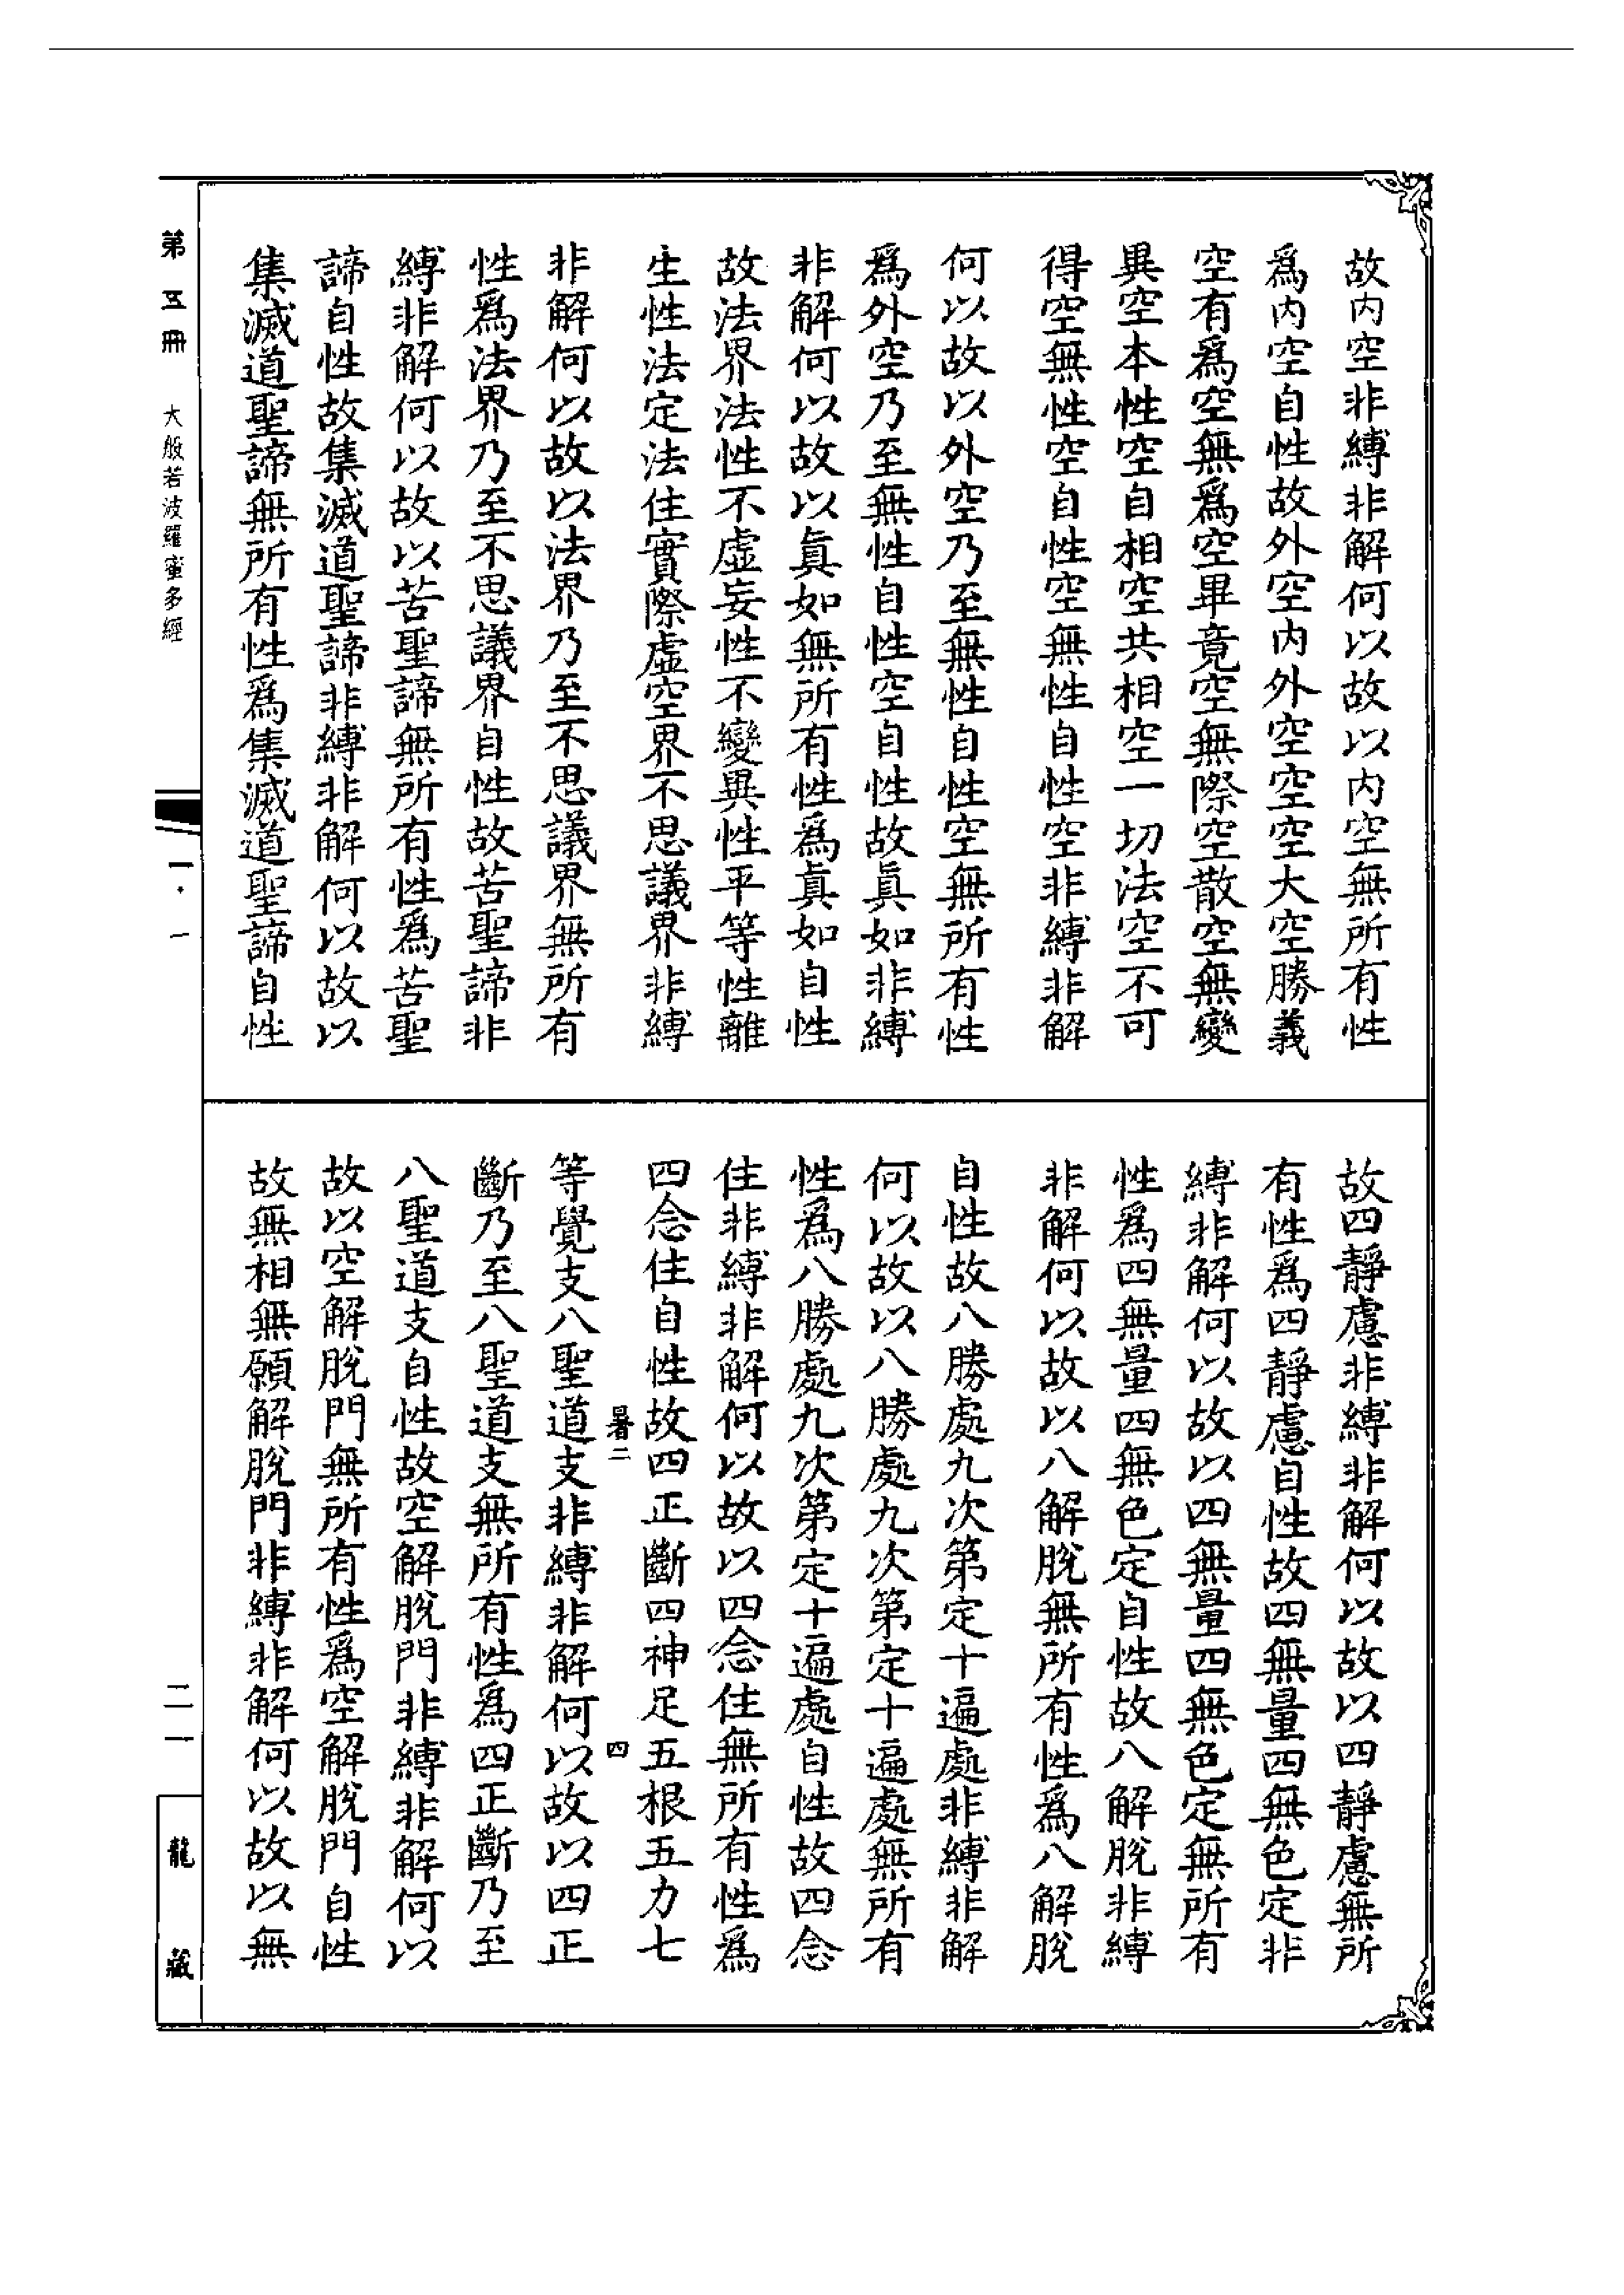 故内空非縛非解何以故以内空無所有性
爲内空自性故外空内外空空空大空勝義
空有爲空無爲空畢竟空無際空散空無變
異空本性空自相空共相空一切法空不可
得空無性空自性空無性自性空非縛非解
何以故以外空乃至無性自性空無所有性
爲外空乃至無性自性空自性故眞如非縛
非解何以故以眞如無所有性爲眞如自性
故法界法性不虛妄性不變異性平等性離
生性法定法住實際虛空界不思議界非縛
非解何以故以法界乃至不思議界無所有
性爲法界乃至不思議界自性故苦聖諦非
縛非解何以故以苦聖諦無所有性爲苦聖
諦自性故集滅道聖諦非縛非解何以故以
集滅道聖諦無所有性爲集滅道聖諦自性
故四靜慮非縛非解何以故以四靜慮無所
有性爲四靜慮自性故四無量四無色定非
縛非解何以故以四無量四無色定無所有
性爲四無量四無色定自性故八解脫非縛
非解何以故以八解脫無所有性爲八解脫
自性故八勝處九次第定十遍處非縛非解
何以故以八勝處九次第定十遍處無所有
性爲八勝處九次第定十遍處自性故四念
住非縛非解何以故以四念住無所有性爲
四念住自性故四正斷四神足五根五力七
暑二 四
等覺支八聖道支非縛非解何以故以四正
斷乃至八聖道支無所有性爲四正斷乃至
八聖道支自性故空解脫門非縛非解何以
故以空解脫門無所有性爲空解脫門自性
故無相無願解脫門非縛非解何以故以無
第五冊 大般若波羅蜜多經 一·一 二一 龍藏